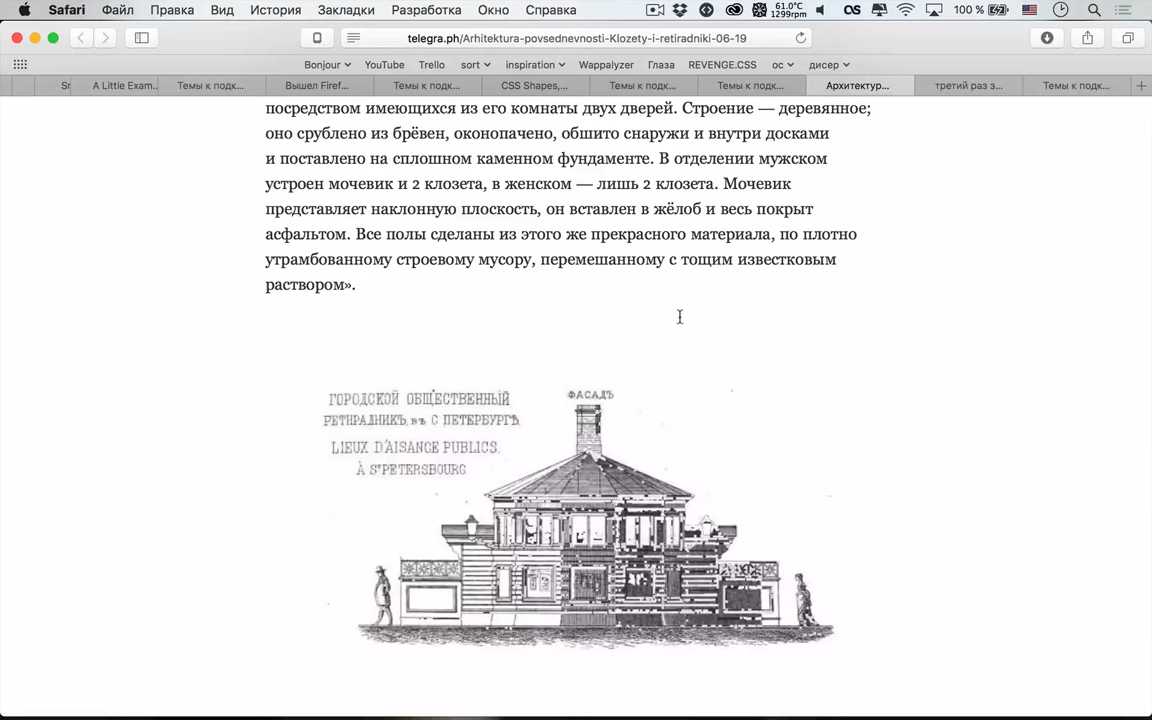 Safari Файл Правка Вид История Закладки Разработка Окно Справка 61.0°C 1299rpm 100 %
telegra.ph/Arhitektura-povsednevnosti-Klozety-i-retiradniki-06-19
Bonjour YouTube Trello sort inspiration Wappalyzer Глаза REVENGE.CSS ос дисер
Sr A Little Exam... Темы к подк... Вышел Firef... Темы к подк... CSS Shapes,... Темы к подк... Темы к подк... Архитектур... третий раз з... Темы к подк...
посредством имеющихся из его комнаты двух дверей. Строение — деревянное;
оно срублено из брёвен, оконопачено, обшито снаружи и внутри досками
и поставлено на сплошном каменном фундаменте. В отделении мужском
устроен мочевик и 2 клозета, в женском — лишь 2 клозета. Мочевик
представляет наклонную плоскость, он вставлен в жёлоб и весь покрыт
асфальтом. Все полы сделаны из этого же прекрасного материала, по плотно
утрамбованному строевому мусору, перемешанному с тощим известковым
раствором».
ГОРОДСКОЙ ОБЩЕСТВЕННЫЙ
РЕТИРАДНИКЪ, въ С ПЕТЕРБУРГѢ.
LIEUX D'AISANCE PUBLICS.
À ST PETERSBOURG
ФАСАДЪ